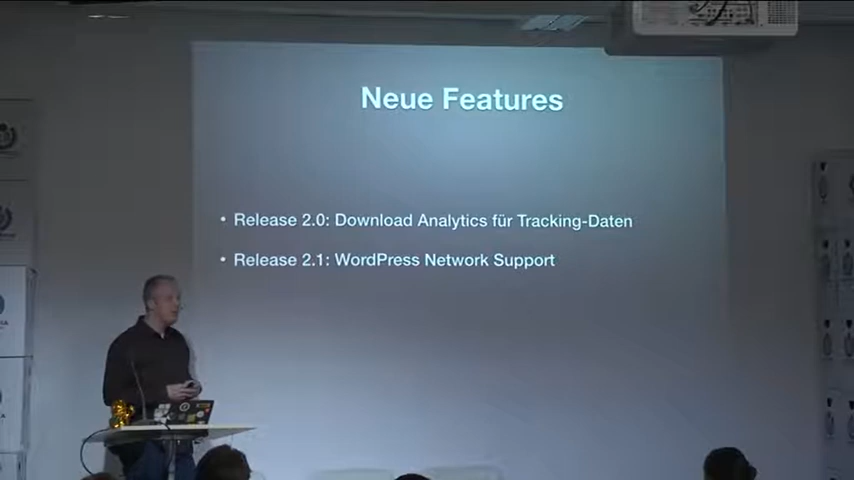 Neue Features
• Release 2.0: Download Analytics für Tracking-Daten
• Release 2.1: WordPress Network Support